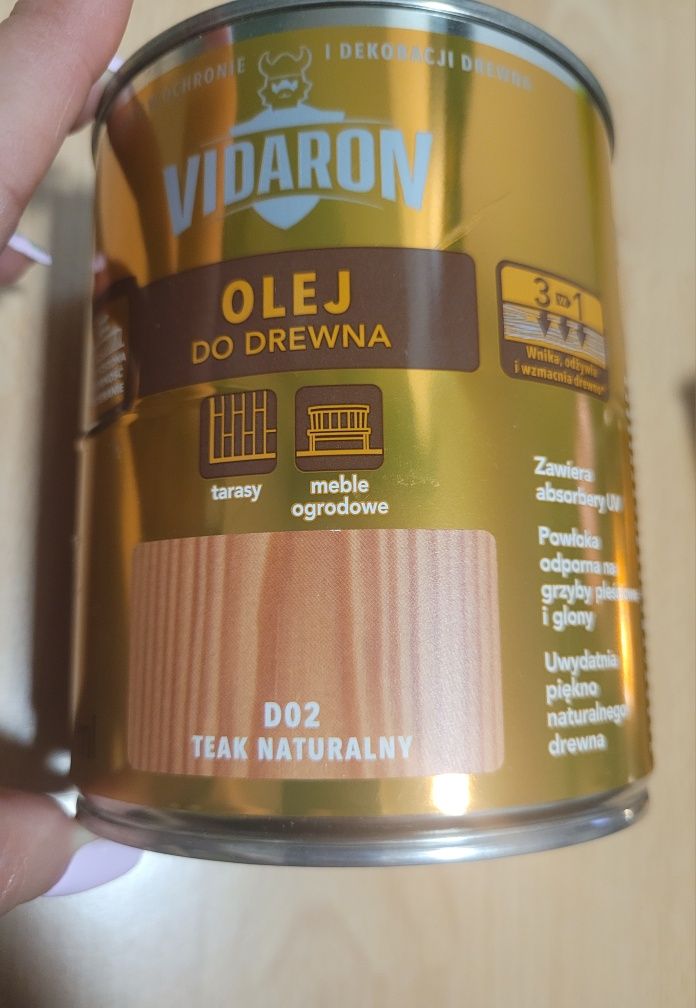 OCHRONIE I DEKORACJI DREWNA
VIDARON
OLEJ
DO DREWNA
3 w 1
Wnika, odżywia
i wzmacnia drewno*
tarasy
meble
ogrodowe
Zawiera
absorbery UV
Powłoka
odporna na
grzyby
i glony
Uwydatnia
piękno
naturalnego
drewna
D02
TEAK NATURALNY